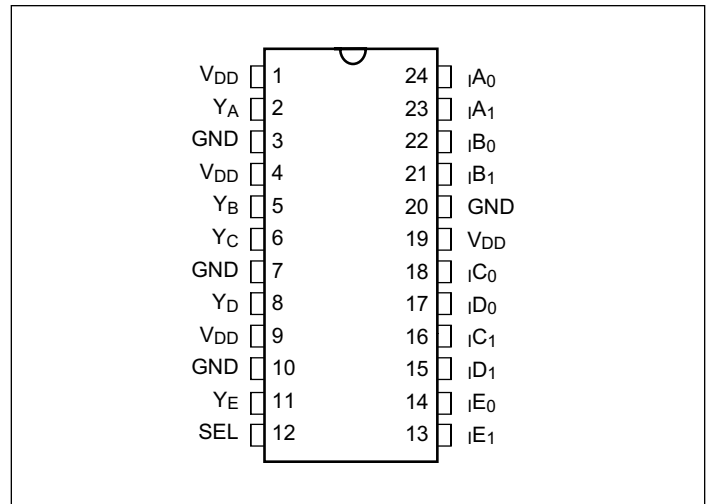 VDD 1 24 IA0
YA 2 23 IA1
GND 3 22 IB0
VDD 4 21 IB1
YB 5 20 GND
YC 6 19 VDD
GND 7 18 IC0
YD 8 17 ID0
VDD 9 16 IC1
GND 10 15 ID1
YE 11 14 IE0
SEL 12 13 IE1